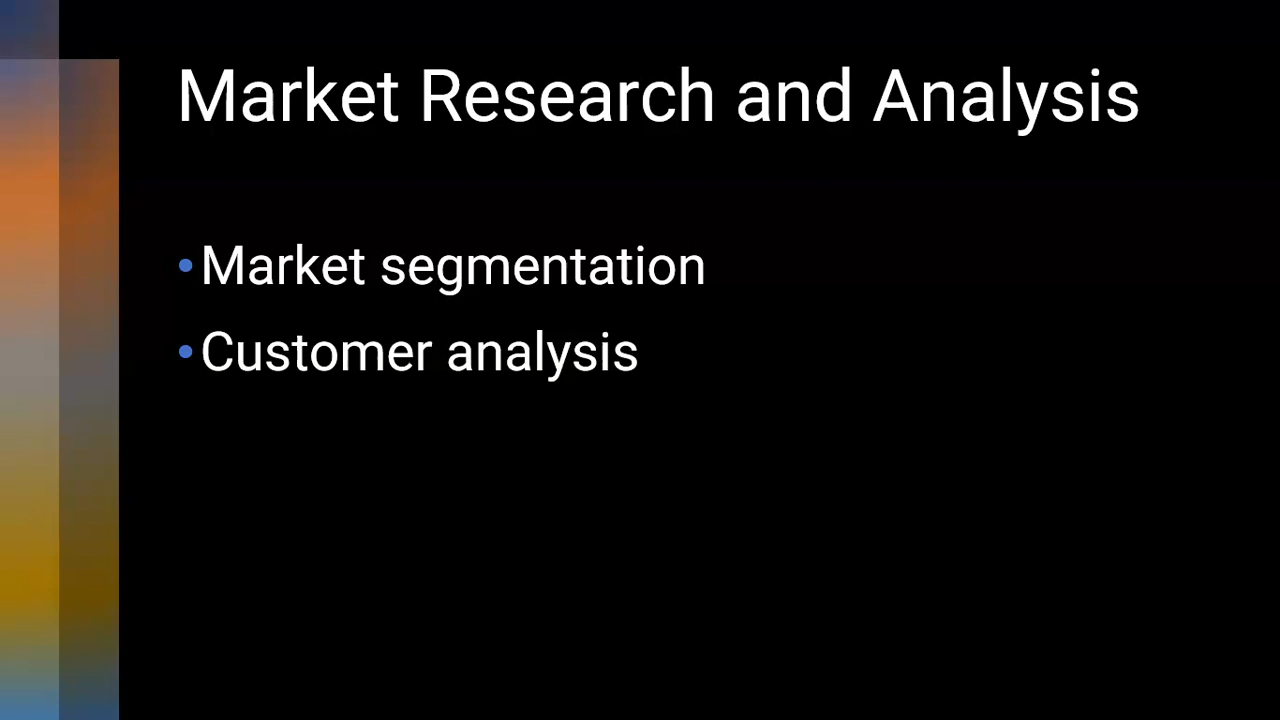 Market Research and Analysis
• Market segmentation
• Customer analysis